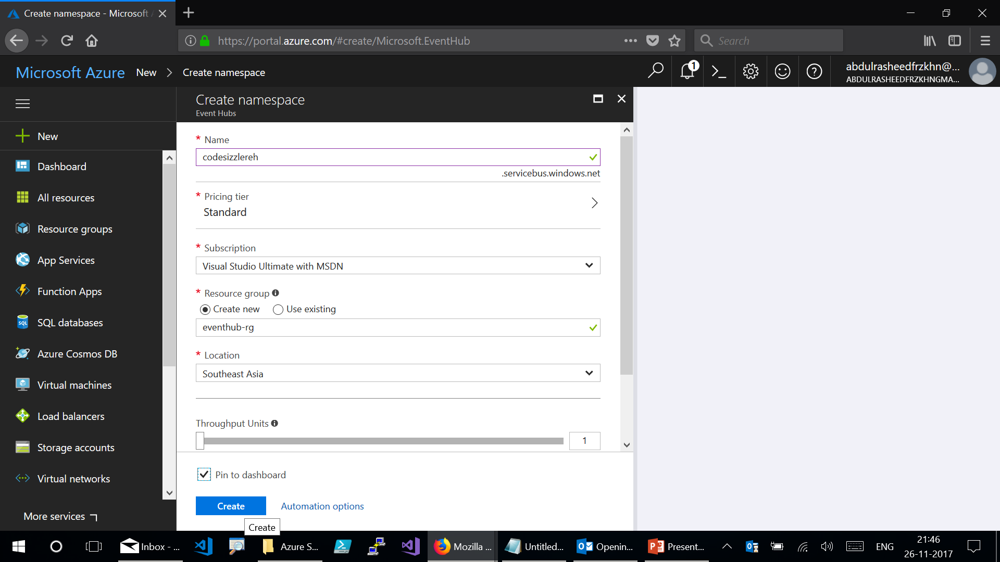 Create namespace - Microsoft A
https://portal.azure.com/#create/Microsoft.EventHub
Search
Microsoft Azure
New
Create namespace
1
abdulrasheedfrzkhn@...
ABDULRASHEEDFRZKHNGMA...
Create namespace
Event Hubs
New
Dashboard
All resources
Resource groups
App Services
Function Apps
SQL databases
Azure Cosmos DB
Virtual machines
Load balancers
Storage accounts
Virtual networks
More services
* Name
codesizzlereh
.servicebus.windows.net
* Pricing tier
Standard
* Subscription
Visual Studio Ultimate with MSDN
* Resource group
Create new
Use existing
eventhub-rg
* Location
Southeast Asia
Throughput Units
1
Pin to dashboard
Create
Automation options
Create
Inbox - ...
Azure S...
Mozilla ...
Untitled...
Openin...
Present...
ENG
21:46
26-11-2017